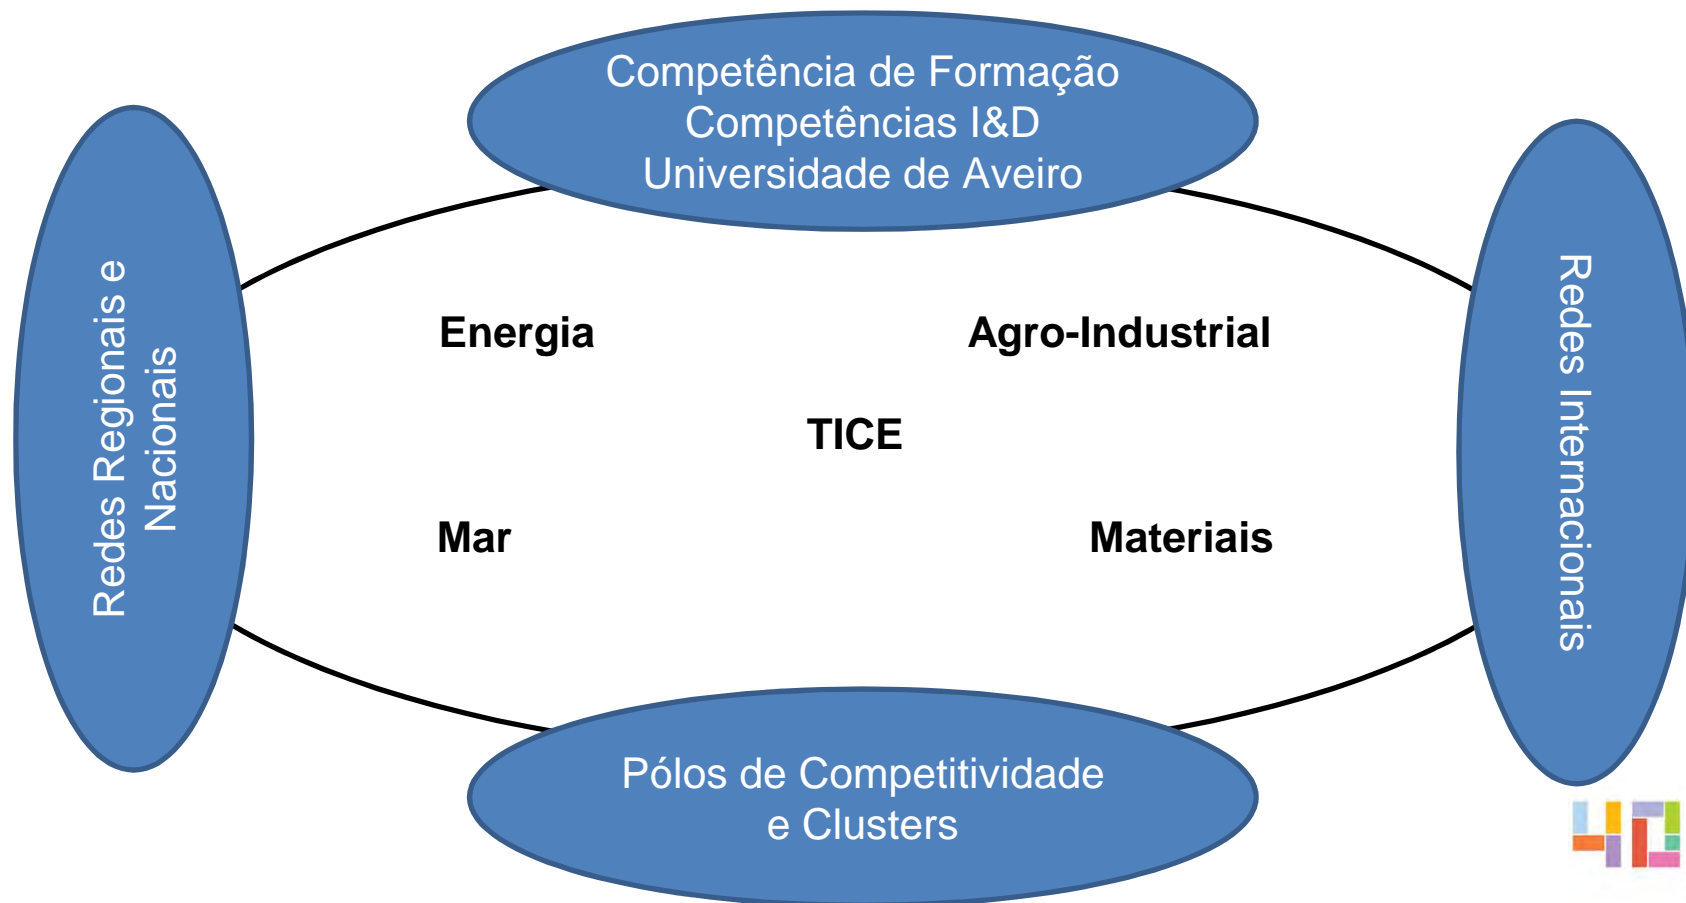 Competência de Formação
Competências I&D
Universidade de Aveiro
Redes Regionais e
Nacionais
Energia
Agro-Industrial
TICE
Mar
Materiais
Redes Internacionais
Pólos de Competitividade
e Clusters
40